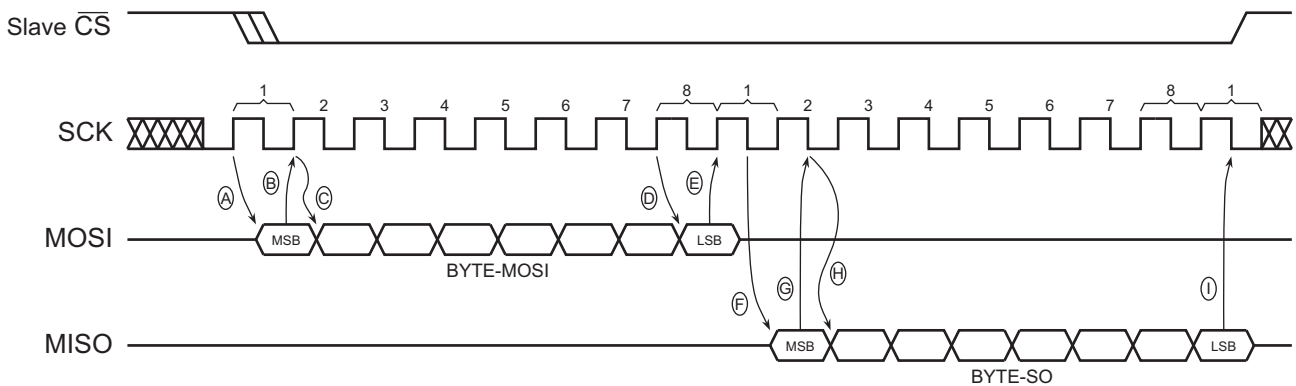 Slave CS
1 2 3 4 5 6 7 8 1 2 3 4 5 6 7 8 1
SCK
A B C D E
MOSI MSB LSB
BYTE-MOSI
F G H I
MISO MSB LSB
BYTE-SO